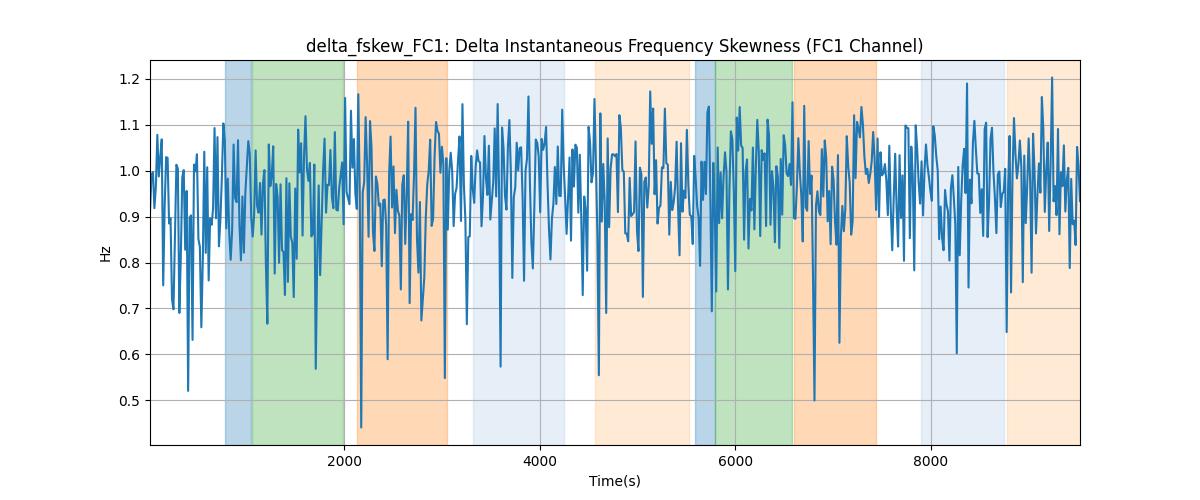 delta_fskew_FC1: Delta Instantaneous Frequency Skewness (FC1 Channel)
1.2
1.1
1.0
0.9
0.8
0.7
0.6
0.5
Hz
2000 4000 6000 8000
Time(s)